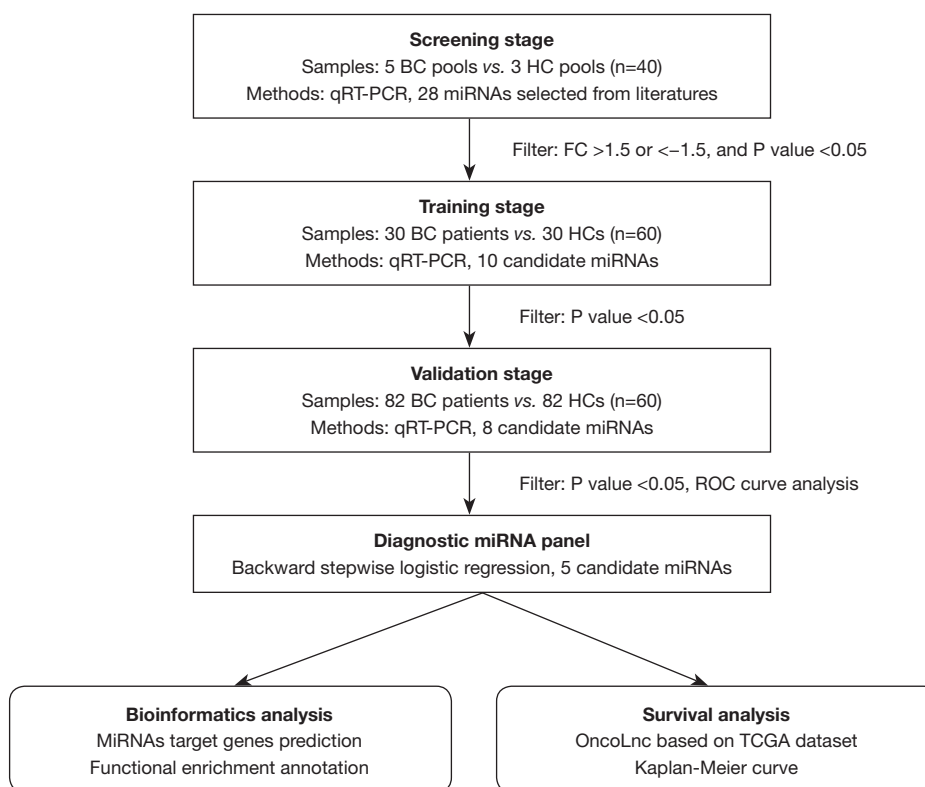 Screening stage
Samples: 5 BC pools vs. 3 HC pools (n=40)
Methods: qRT-PCR, 28 miRNAs selected from literatures
Filter: FC >1.5 or <−1.5, and P value <0.05
Training stage
Samples: 30 BC patients vs. 30 HCs (n=60)
Methods: qRT-PCR, 10 candidate miRNAs
Filter: P value <0.05
Validation stage
Samples: 82 BC patients vs. 82 HCs (n=60)
Methods: qRT-PCR, 8 candidate miRNAs
Filter: P value <0.05, ROC curve analysis
Diagnostic miRNA panel
Backward stepwise logistic regression, 5 candidate miRNAs
Bioinformatics analysis
MiRNAs target genes prediction
Functional enrichment annotation
Survival analysis
OncoLnc based on TCGA dataset
Kaplan-Meier curve